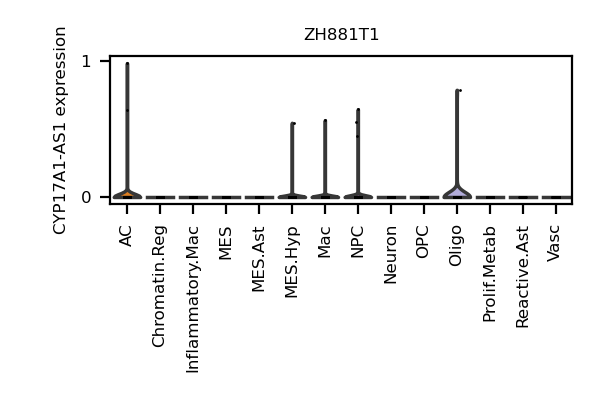 ZH881T1
CYP17A1-AS1 expression
1
0
AC
Chromatin.Reg
Inflammatory.Mac
MES
MES.Ast
MES.Hyp
Mac
NPC
Neuron
OPC
Oligo
Prolif.Metab
Reactive.Ast
Vasc